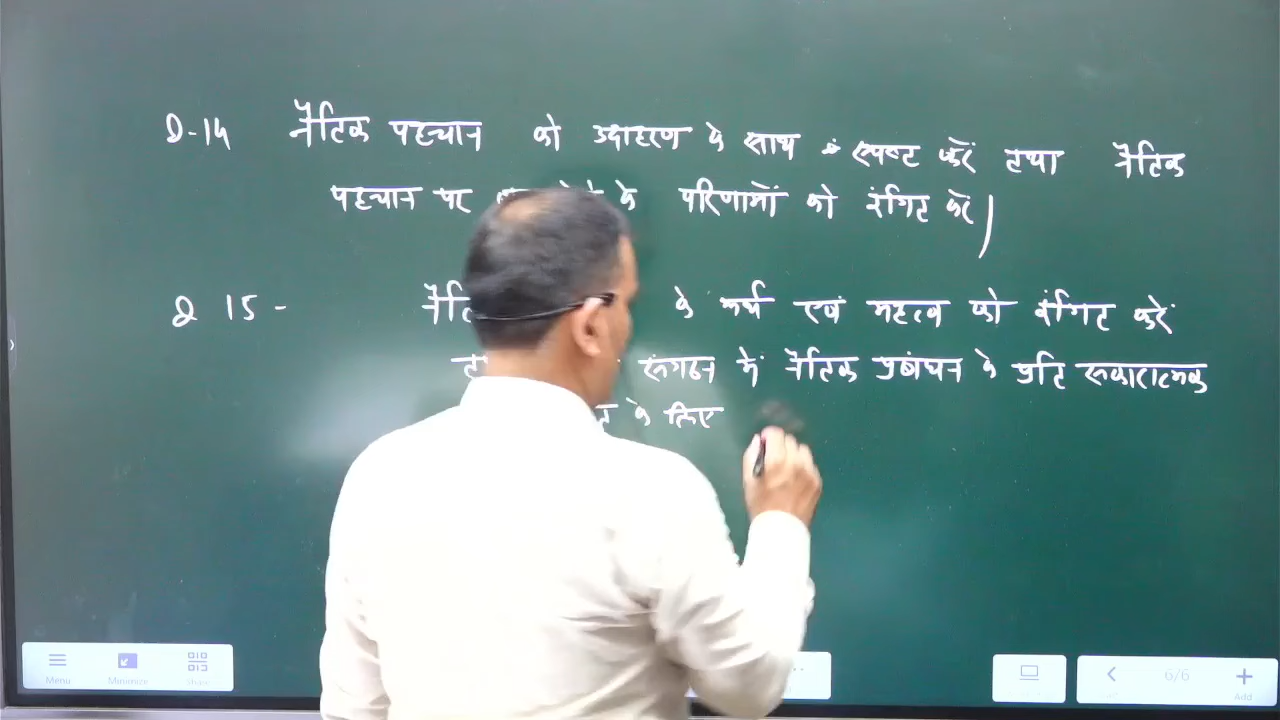 Q-14 नैतिक पहचान को उदाहरण के साथ स्पष्ट करें तथा नैतिक
पहचान पर के परिणामों को इंगित करें|
Q 15 - के अर्थ एवं महत्व को इंगित करें
संगठन में नैतिक प्रबंधन के प्रति सकारात्मक
के लिए
Menu Minimize Share
6/6 Add